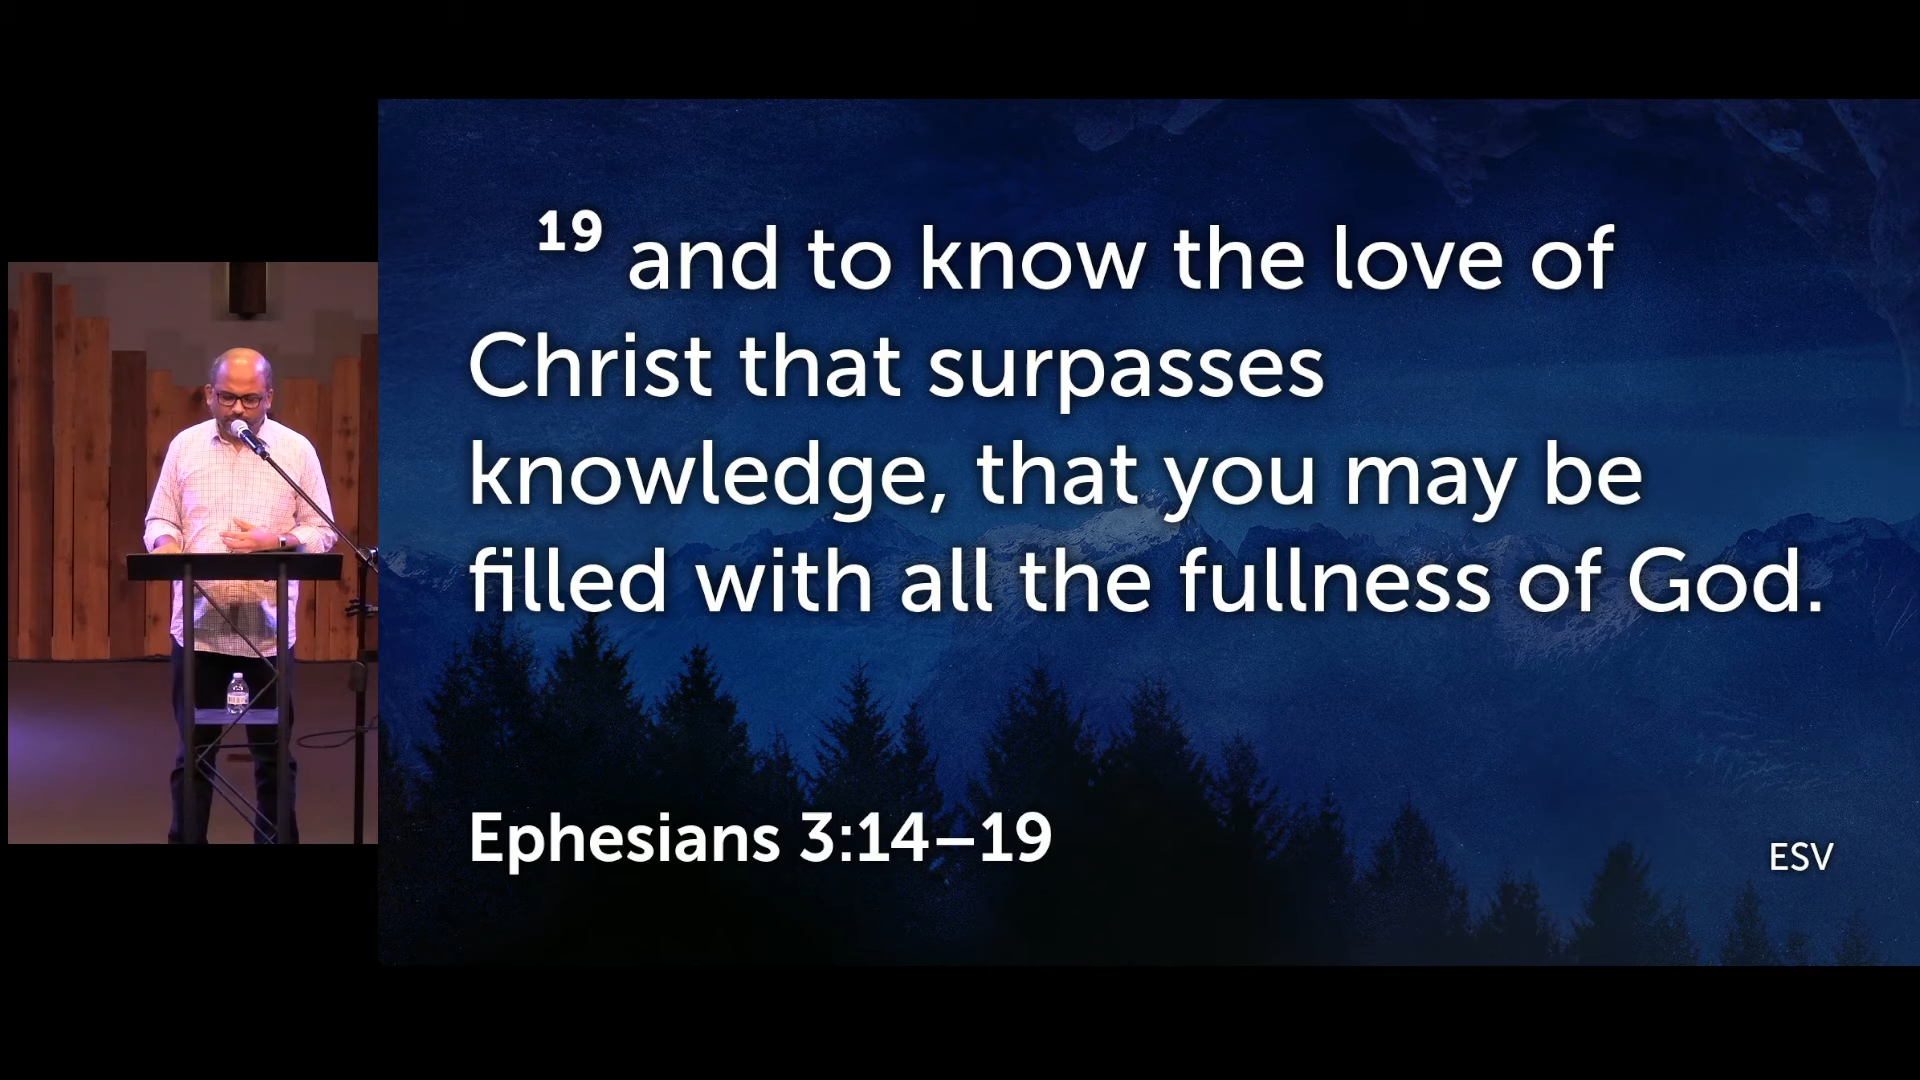 19 and to know the love of
Christ that surpasses
knowledge, that you may be
filled with all the fullness of God.
Ephesians 3:14–19
ESV